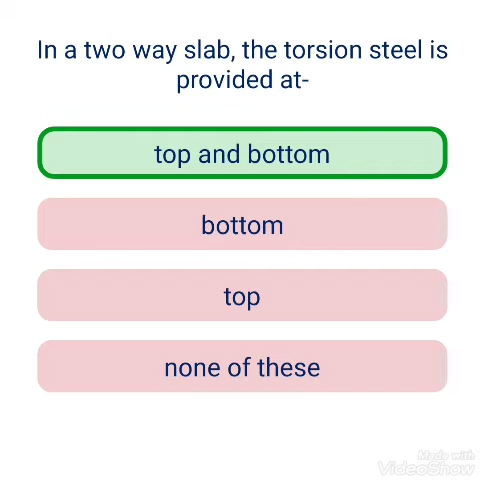 In a two way slab, the torsion steel is
provided at-
top and bottom
bottom
top
none of these
Made with
VideoShow